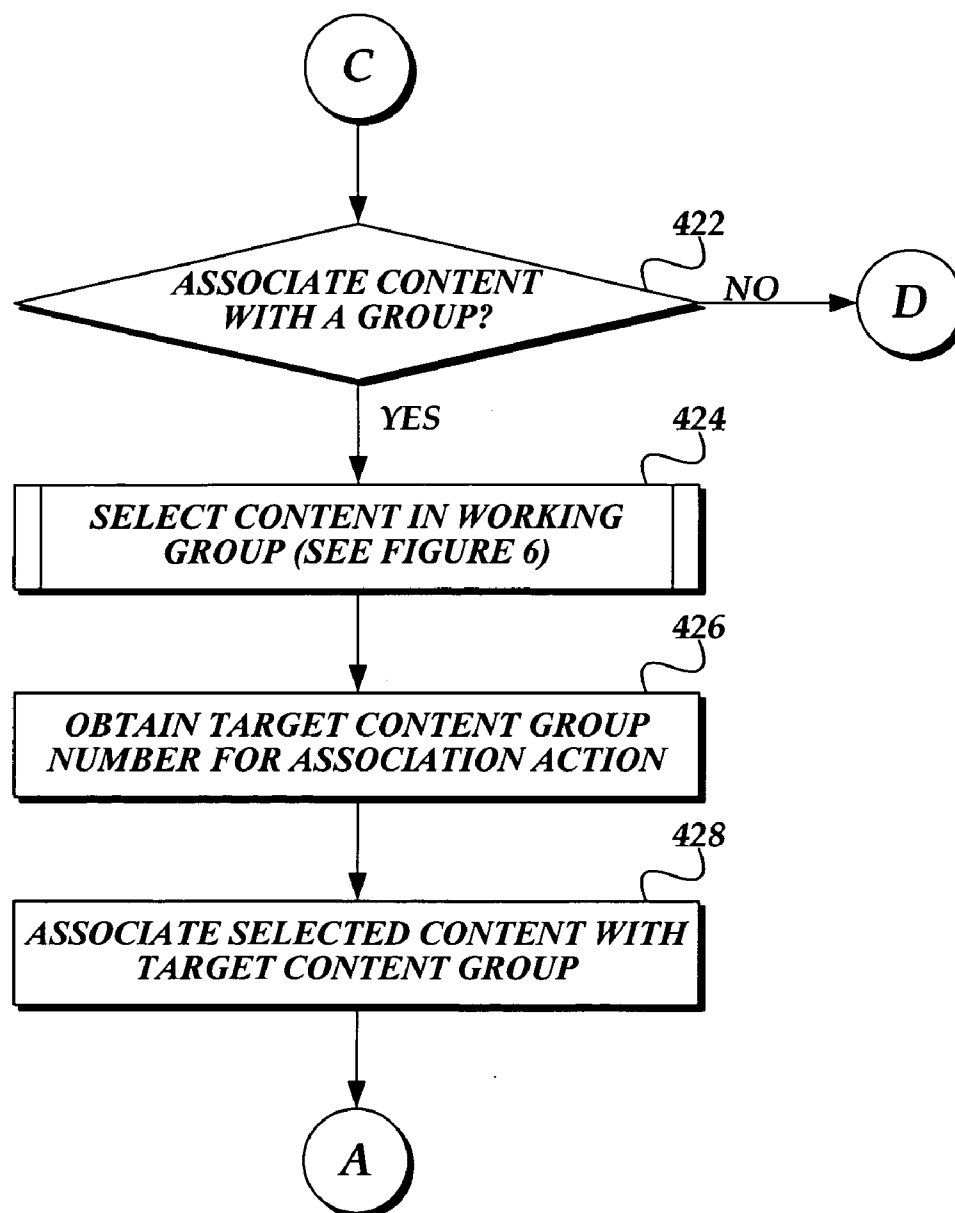 C
422
ASSOCIATE CONTENT
WITH A GROUP?
NO
D
YES
424
SELECT CONTENT IN WORKING
GROUP (SEE FIGURE 6)
426
OBTAIN TARGET CONTENT GROUP
NUMBER FOR ASSOCIATION ACTION
428
ASSOCIATE SELECTED CONTENT WITH
TARGET CONTENT GROUP
A